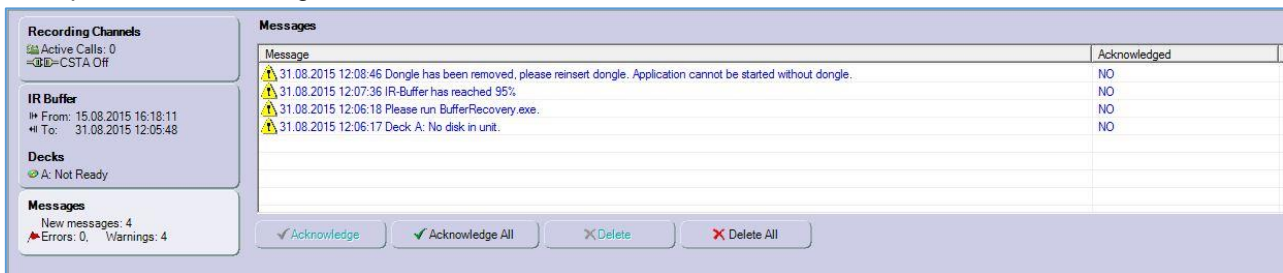 Recording Channels
Active Calls: 0
CSTA Off
IR Buffer
From: 15.08.2015 16:18:11
To: 31.08.2015 12:05:48
Decks
A: Not Ready
Messages
New messages: 4
Errors: 0, Warnings: 4
Messages
Message Acknowledged
31.08.2015 12:08:46 Dongle has been removed, please reinsert dongle. Application cannot be started without dongle. NO
31.08.2015 12:07:36 IR-Buffer has reached 95% NO
31.08.2015 12:06:18 Please run BufferRecovery.exe. NO
31.08.2015 12:06:17 Deck A: No disk in unit. NO
Acknowledge Acknowledge All Delete Delete All